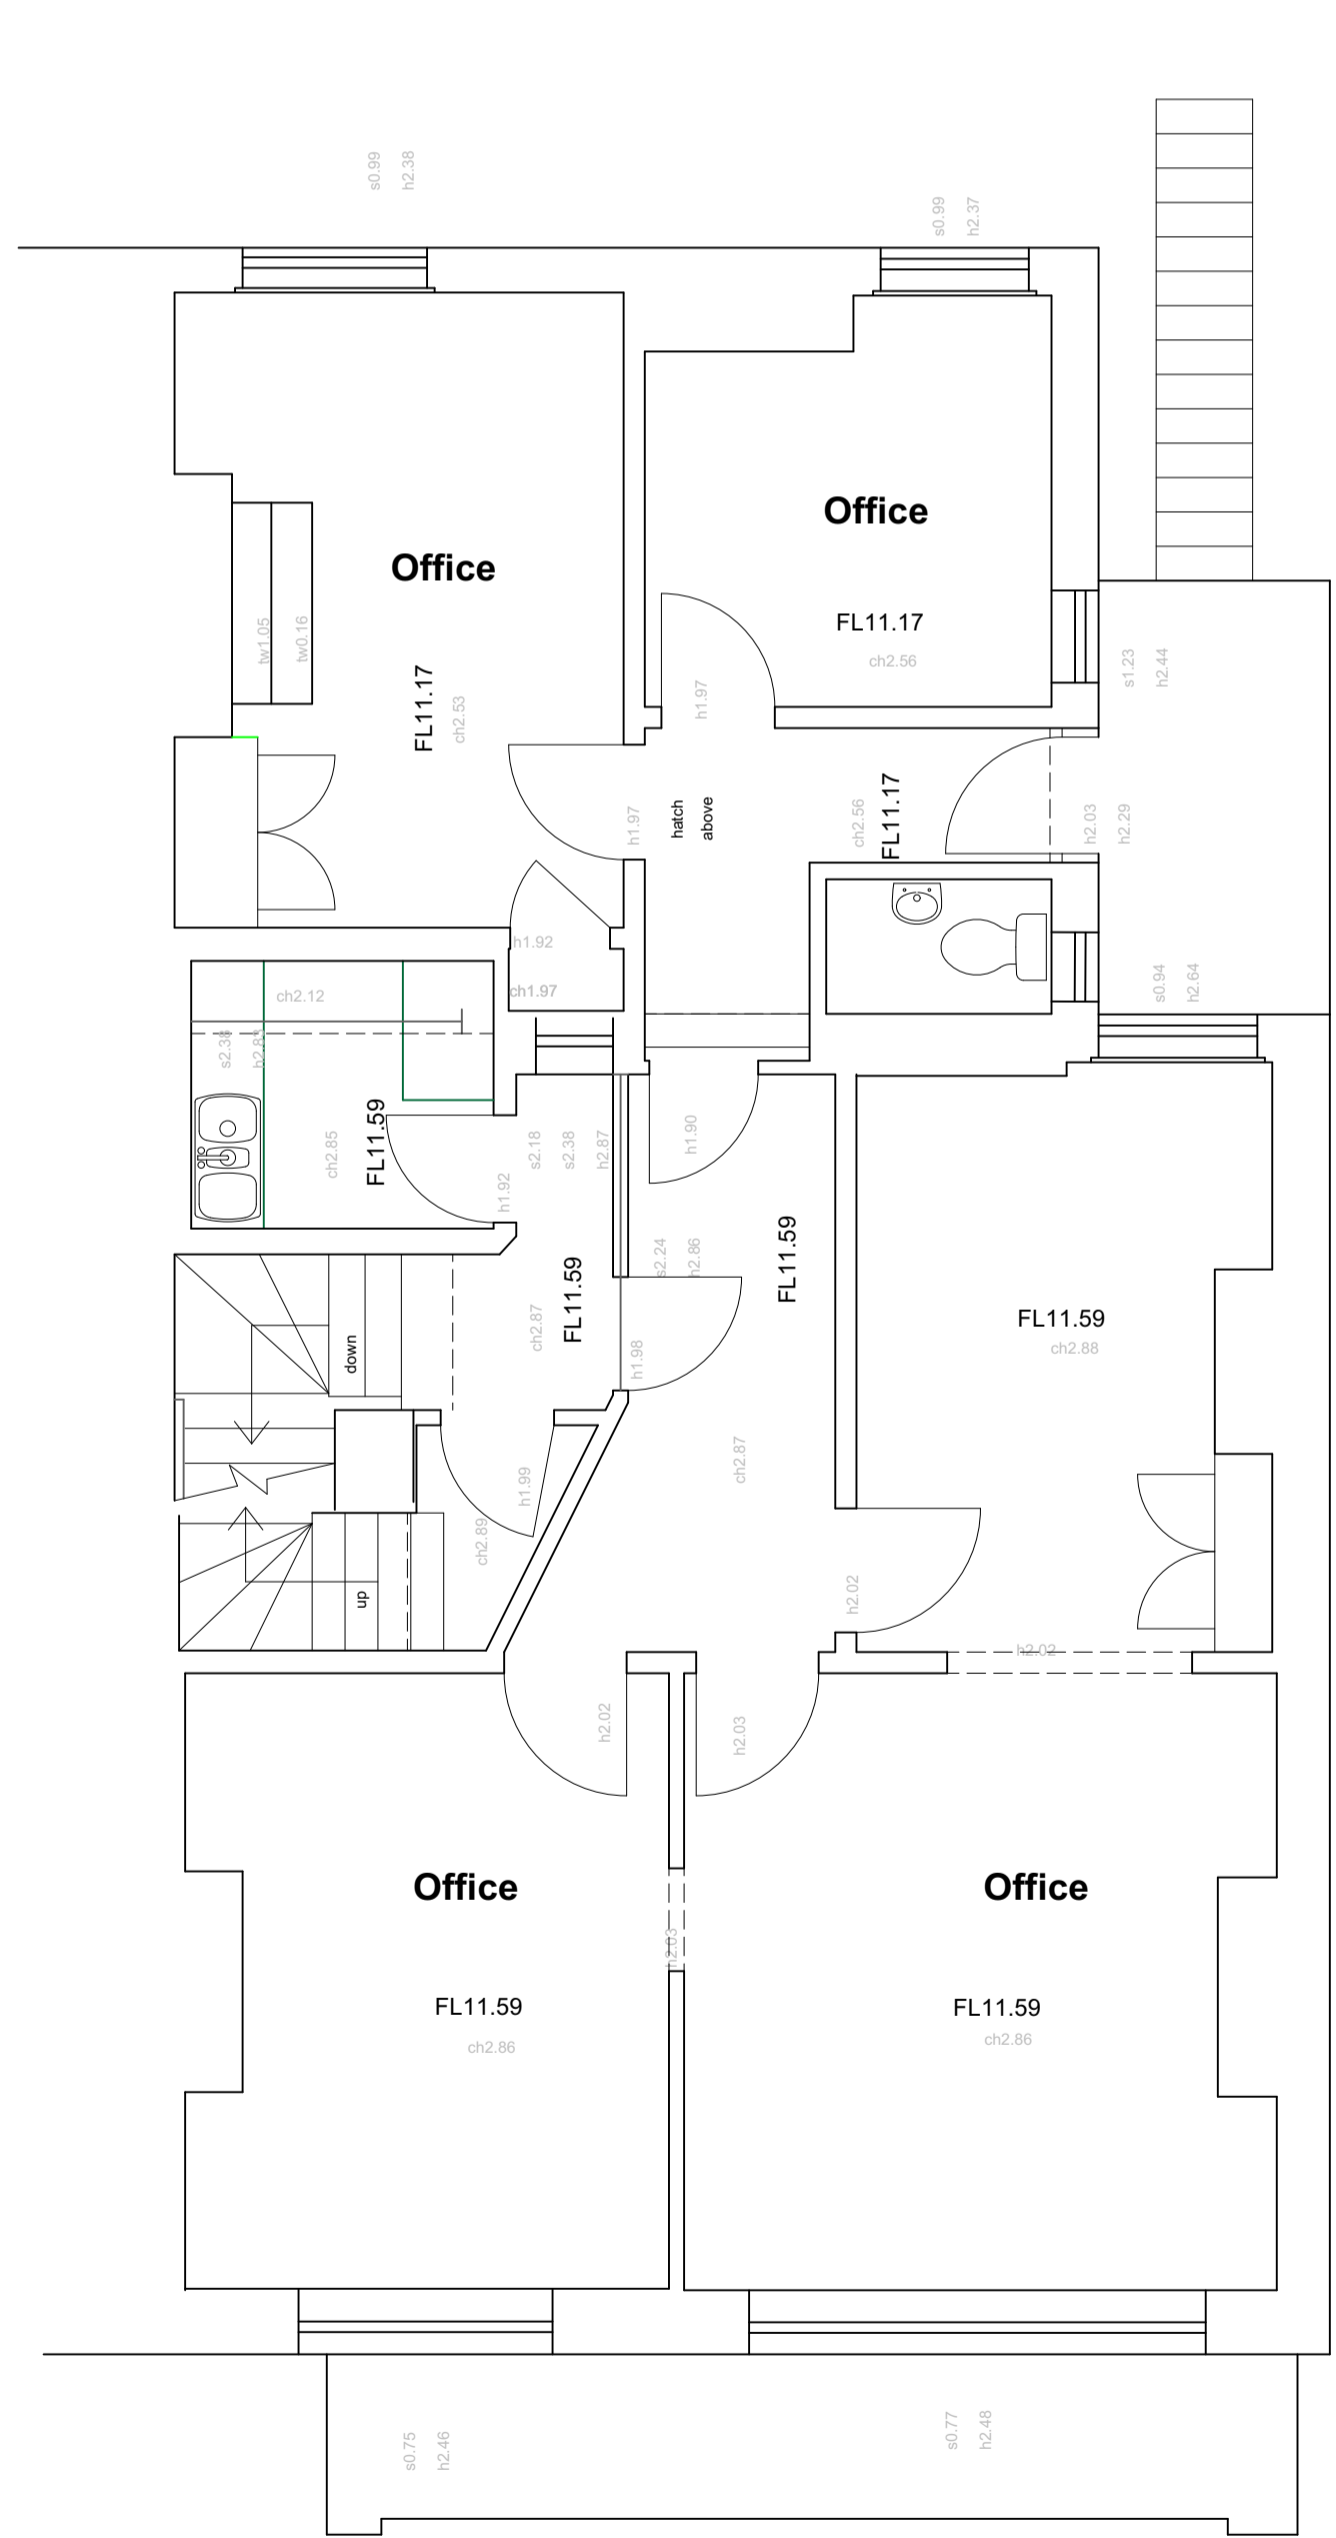 s0.99
h2.38
s0.99
h2.37
Office
Office
FL11.17
ch2.56
tw1.05
tw0.16
FL11.17
ch2.53
h1.97
s1.23
h2.44
h1.97
hatch
above
ch2.56
FL11.17
h2.03
h2.29
h1.92
ch1.97
ch2.12
s0.94
h2.64
s2.38
h2.83
ch2.85
FL11.59
h1.92
s2.18
s2.38
h2.87
h1.90
s2.24
h2.86
FL11.59
FL11.59
ch2.87
FL11.59
ch2.88
down
h1.98
ch2.87
h1.99
ch2.89
up
h2.02
h2.02
h2.02
h2.03
Office
Office
h2.03
FL11.59
ch2.86
FL11.59
ch2.86
s0.75
h2.46
s0.77
h2.48